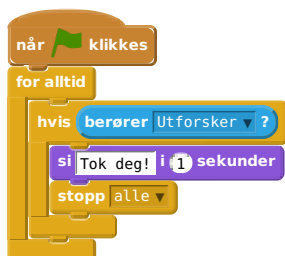 når klikkes
for alltid
hvis berører Utforsker ?
si Tok deg! i 1 sekunder
stopp alle